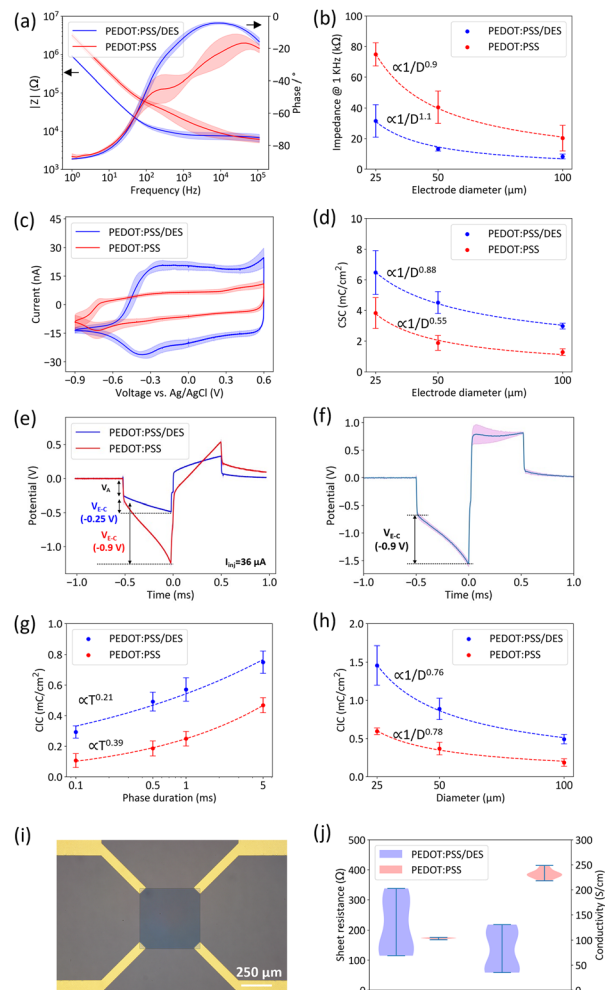 (a)
PEDOT:PSS/DES
PEDOT:PSS
10⁷
10⁶
10⁵
10⁴
10³
|Z| (Ω)
0
−20
−40
−60
−80
Phase /°
10⁰ 10¹ 10² 10³ 10⁴ 10⁵
Frequency (Hz)
(b)
PEDOT:PSS/DES
PEDOT:PSS
Impedance @ 1 KHz (kΩ)
100
80
60
40
20
0
∝1/D⁰·⁹
∝1/D¹·¹
25 50 100
Electrode diameter (µm)
(c)
PEDOT:PSS/DES
PEDOT:PSS
Current (nA)
45
30
15
0
−15
−30
−0.9 −0.6 −0.3 0.0 0.3 0.6
Voltage vs. Ag/AgCl (V)
(d)
PEDOT:PSS/DES
PEDOT:PSS
CSC (mC/cm²)
10
8
6
4
2
0
∝1/D⁰·⁸⁸
∝1/D⁰·⁵⁵
25 50 100
Electrode diameter (µm)
(e)
PEDOT:PSS/DES
PEDOT:PSS
Potential (V)
0.5
0.0
−0.5
−1.0
V_A
V_E-C
(-0.25 V)
V_E-C
(-0.9 V)
I_inj=36 µA
−1.0 −0.5 0.0 0.5 1.0
Time (ms)
(f)
Potential (V)
1.0
0.5
0.0
−0.5
−1.0
−1.5
V_E-C
(-0.9 V)
−1.0 −0.5 0.0 0.5 1.0
Time (ms)
(g)
PEDOT:PSS/DES
PEDOT:PSS
CIC (mC/cm²)
1.0
0.8
0.6
0.4
0.2
0.0
∝T⁰·²¹
∝T⁰·³⁹
0.1 0.5 1 5
Phase duration (ms)
(h)
PEDOT:PSS/DES
PEDOT:PSS
CIC (mC/cm²)
2.0
1.5
1.0
0.5
0.0
∝1/D⁰·⁷⁶
∝1/D⁰·⁷⁸
25 50 100
Diameter (µm)
(i)
250 µm
(j)
PEDOT:PSS/DES
PEDOT:PSS
Sheet resistance (Ω)
500
400
300
200
100
Conductivity (S/cm)
300
250
200
150
100
50
0